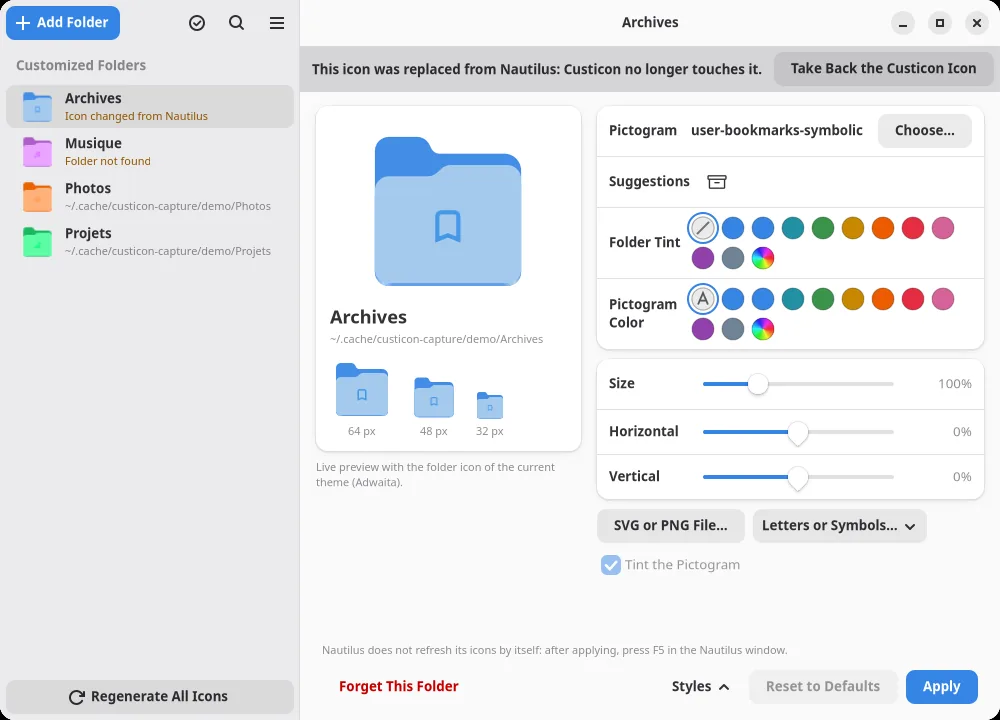 Add Folder
Customized Folders
Archives
Icon changed from Nautilus
Musique
Folder not found
Photos
~/.cache/custicon-capture/demo/Photos
Projets
~/.cache/custicon-capture/demo/Projets
Regenerate All Icons
Archives
This icon was replaced from Nautilus: Custicon no longer touches it.
Take Back the Custicon Icon
Archives
~/.cache/custicon-capture/demo/Archives
64 px
48 px
32 px
Live preview with the folder icon of the current
theme (Adwaita).
Pictogram
user-bookmarks-symbolic
Choose...
Suggestions
Folder Tint
Pictogram
Color
A
Size
100%
Horizontal
0%
Vertical
0%
SVG or PNG File...
Letters or Symbols...
Tint the Pictogram
Nautilus does not refresh its icons by itself: after applying, press F5 in the Nautilus window.
Forget This Folder
Styles
Reset to Defaults
Apply